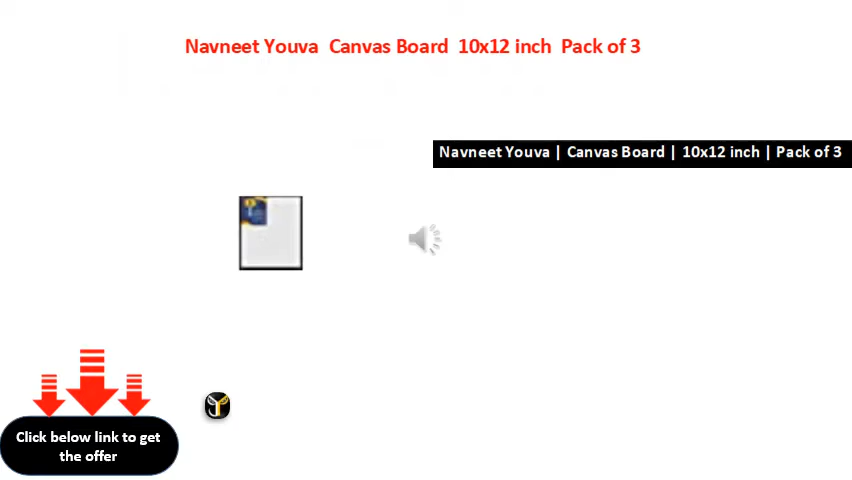 Navneet Youva Canvas Board 10x12 inch Pack of 3
Navneet Youva | Canvas Board | 10x12 inch | Pack of 3
Click below link to get
the offer